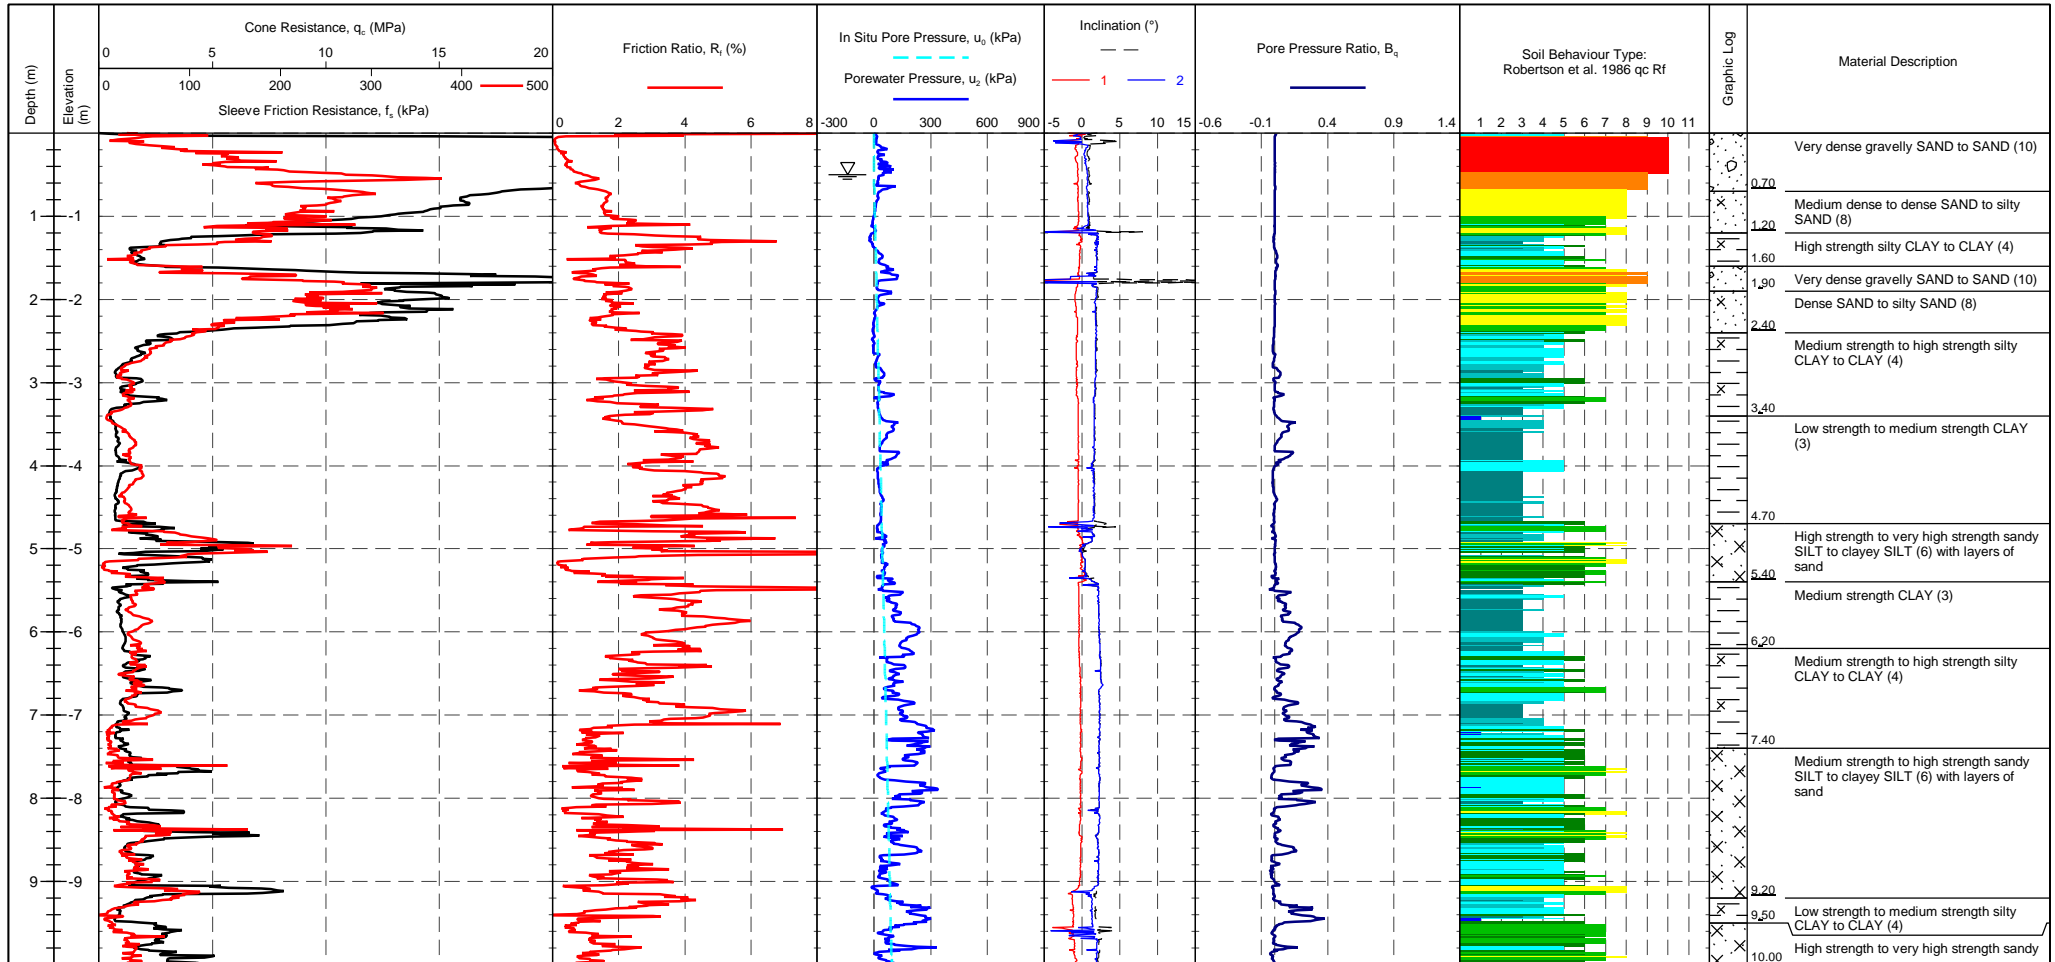 Depth (m)
Elevation
(m)
Cone Resistance, qc (MPa)
0 5 10 15 20
100 200 300 400 500
Sleeve Friction Resistance, fs (kPa)
Friction Ratio, Rf (%)
0 2 4 6 8
In Situ Pore Pressure, u0 (kPa)
Porewater Pressure, u2 (kPa)
-300 0 300 600 900
Inclination (°)
1 2
-5 0 5 10 15
Pore Pressure Ratio, Bq
-0.6 -0.1 0.4 0.9 1.4
Soil Behaviour Type:
Robertson et al. 1986 qc Rf
1 2 3 4 5 6 7 8 9 10 11
Graphic Log
Material Description
Very dense gravelly SAND to SAND (10)
0.70
Medium dense to dense SAND to silty
SAND (8)
1 -1
1.20
High strength silty CLAY to CLAY (4)
1.60
Very dense gravelly SAND to SAND (10)
1.90
2 -2
Dense SAND to silty SAND (8)
2.40
Medium strength to high strength silty
CLAY to CLAY (4)
3 -3
3.40
Low strength to medium strength CLAY
(3)
4 -4
4.70
High strength to very high strength sandy
SILT to clayey SILT (6) with layers of
sand
5 -5
5.40
Medium strength CLAY (3)
6 -6
6.20
Medium strength to high strength silty
CLAY to CLAY (4)
7 -7
7.40
Medium strength to high strength sandy
SILT to clayey SILT (6) with layers of
sand
8 -8
9 -9
9.20
Low strength to medium strength silty
CLAY to CLAY (4)
9.50
High strength to very high strength sandy
10.00